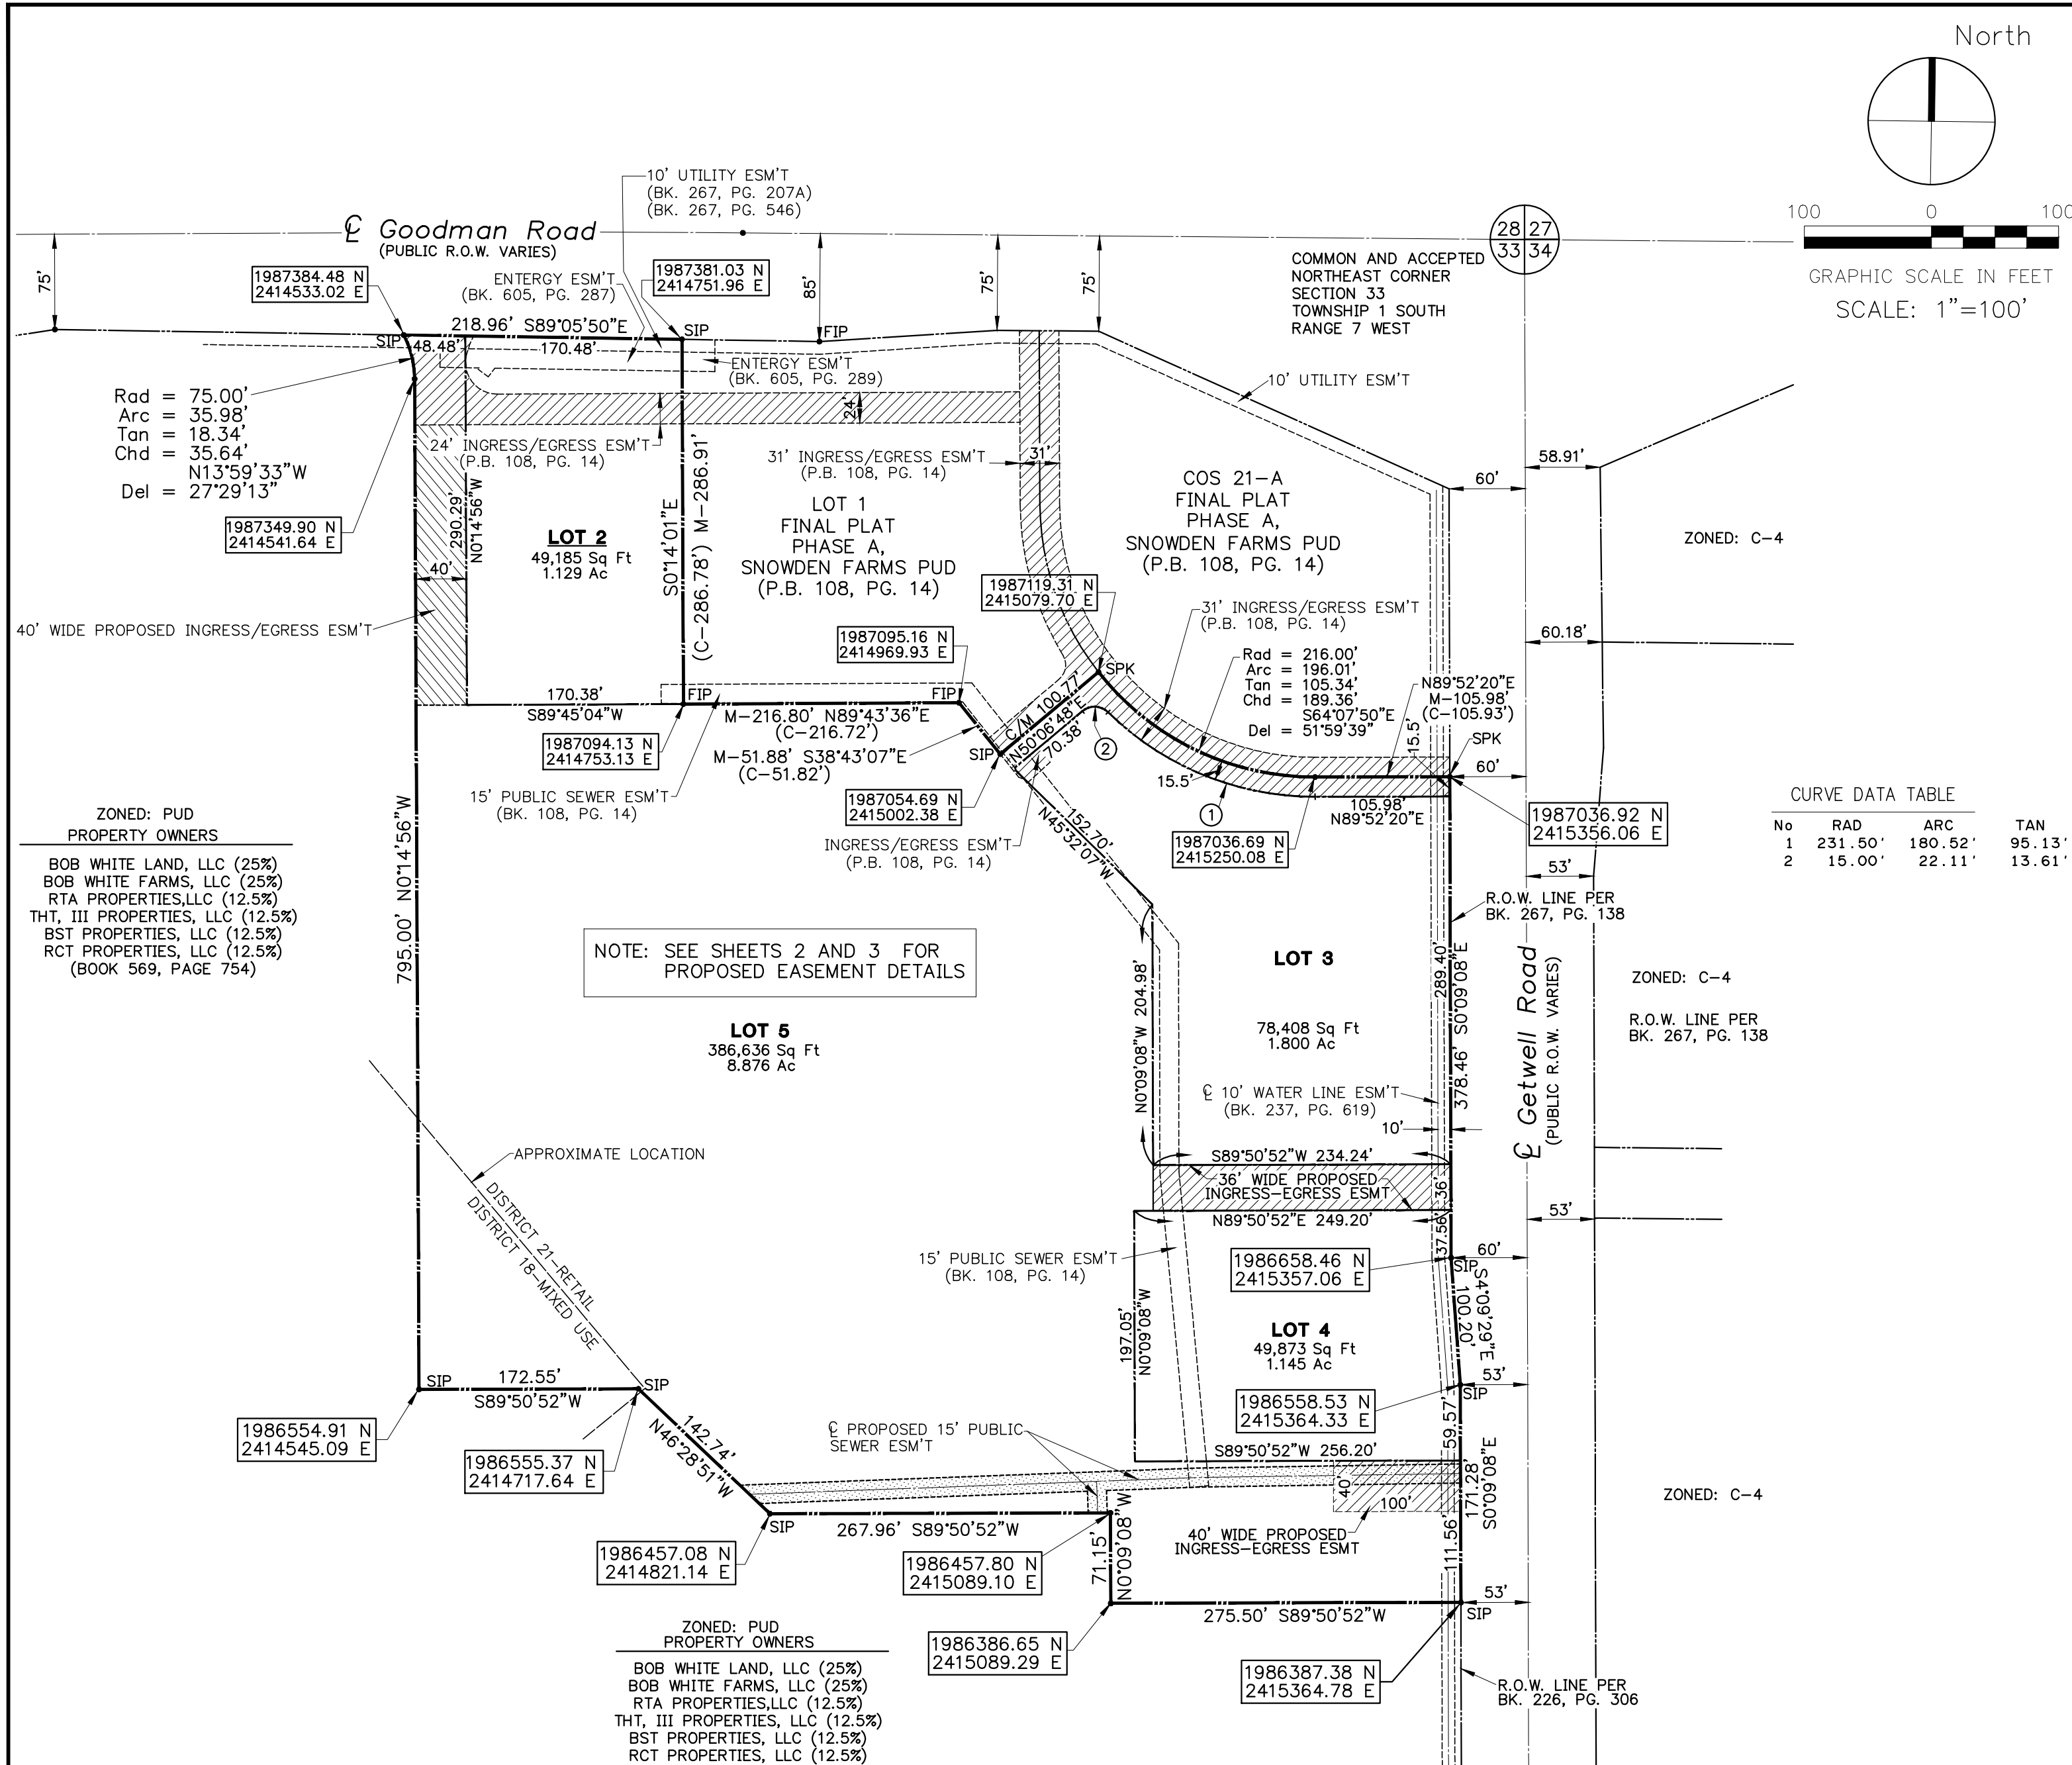 North
100 0 100
GRAPHIC SCALE IN FEET
SCALE: 1"=100'
10' UTILITY ESM'T
(BK. 267, PG. 207A)
(BK. 267, PG. 546)
℄ Goodman Road
(PUBLIC R.O.W. VARIES)
28 27
33 34
COMMON AND ACCEPTED
NORTHEAST CORNER
SECTION 33
TOWNSHIP 1 SOUTH
RANGE 7 WEST
75'
1987384.48 N
2414533.02 E
ENTERGY ESM'T
(BK. 605, PG. 287)
1987381.03 N
2414751.96 E
85'
75'
75'
218.96' S89°05'50"E
SIP
SIP
FIP
48.48'
170.48'
ENTERGY ESM'T
(BK. 605, PG. 289)
10' UTILITY ESM'T
Rad = 75.00'
Arc = 35.98'
Tan = 18.34'
Chd = 35.64'
N13°59'33"W
Del = 27°29'13"
24'
24' INGRESS/EGRESS ESM'T
(P.B. 108, PG. 14)
31' INGRESS/EGRESS ESM'T
(P.B. 108, PG. 14)
31'
58.91'
60'
1987349.90 N
2414541.64 E
290.29'
N0°14'56"W
LOT 2
49,185 Sq Ft
1.129 Ac
S0°14'01"E
(C-286.78') M-286.91'
LOT 1
FINAL PLAT
PHASE A,
SNOWDEN FARMS PUD
(P.B. 108, PG. 14)
COS 21-A
FINAL PLAT
PHASE A,
SNOWDEN FARMS PUD
(P.B. 108, PG. 14)
ZONED: C-4
40'
40' WIDE PROPOSED INGRESS/EGRESS ESM'T
1987119.31 N
2415079.70 E
31' INGRESS/EGRESS ESM'T
(P.B. 108, PG. 14)
60.18'
1987095.16 N
2414969.93 E
Rad = 216.00'
Arc = 196.01'
Tan = 105.34'
Chd = 189.36'
S64°07'50"E
Del = 51°59'39"
SPK
N89°52'20"E
M-105.98'
(C-105.93')
170.38'
S89°45'04"W
FIP
FIP
M-216.80' N89°43'36"E
(C-216.72')
C/M 100.77'
N50°06'48"E
70.38'
2
15.5'
SPK
60'
1987094.13 N
2414753.13 E
M-51.88' S38°43'07"E
(C-51.82')
SIP
15.5'
1
105.98'
N89°52'20"E
15' PUBLIC SEWER ESM'T
(BK. 108, PG. 14)
1987054.69 N
2415002.38 E
1987036.92 N
2415356.06 E
CURVE DATA TABLE
No RAD ARC TAN
1 231.50' 180.52' 95.13'
2 15.00' 22.11' 13.61'
INGRESS/EGRESS ESM'T
(P.B. 108, PG. 14)
152.70'
N45°32'07"W
1987036.69 N
2415250.08 E
53'
ZONED: PUD
PROPERTY OWNERS
BOB WHITE LAND, LLC (25%)
BOB WHITE FARMS, LLC (25%)
RTA PROPERTIES,LLC (12.5%)
THT, III PROPERTIES, LLC (12.5%)
BST PROPERTIES, LLC (12.5%)
RCT PROPERTIES, LLC (12.5%)
(BOOK 569, PAGE 754)
795.00' N0°14'56"W
R.O.W. LINE PER
BK. 267, PG. 138
NOTE: SEE SHEETS 2 AND 3 FOR
PROPOSED EASEMENT DETAILS
LOT 3
78,408 Sq Ft
1.800 Ac
N0°09'08"W 204.98'
289.40'
378.46' S0°09'08"E
℄ Getwell Road
(PUBLIC R.O.W. VARIES)
ZONED: C-4
R.O.W. LINE PER
BK. 267, PG. 138
LOT 5
386,636 Sq Ft
8.876 Ac
℄ 10' WATER LINE ESM'T
(BK. 237, PG. 619)
10'
APPROXIMATE LOCATION
DISTRICT 21-RETAIL
DISTRICT 18-MIXED USE
S89°50'52"W 234.24'
36' WIDE PROPOSED
INGRESS-EGRESS ESMT
36'
N89°50'52"E 249.20'
53'
37.56'
60'
15' PUBLIC SEWER ESM'T
(BK. 108, PG. 14)
1986658.46 N
2415357.06 E
SIP
S4°09'29"E
100.20'
197.05'
N0°09'08"W
LOT 4
49,873 Sq Ft
1.145 Ac
SIP
172.55'
S89°50'52"W
SIP
53'
SIP
1986558.53 N
2415364.33 E
1986554.91 N
2414545.09 E
1986555.37 N
2414717.64 E
142.74'
N46°28'51"W
℄ PROPOSED 15' PUBLIC
SEWER ESM'T
S89°50'52"W 256.20'
59.57'
171.28'
S0°09'08"E
ZONED: C-4
40'
100'
SIP
267.96' S89°50'52"W
40' WIDE PROPOSED
INGRESS-EGRESS ESMT
111.56'
1986457.08 N
2414821.14 E
1986457.80 N
2415089.10 E
71.15'
N0°09'08"W
53'
SIP
275.50' S89°50'52"W
1986386.65 N
2415089.29 E
1986387.38 N
2415364.78 E
R.O.W. LINE PER
BK. 226, PG. 306
ZONED: PUD
PROPERTY OWNERS
BOB WHITE LAND, LLC (25%)
BOB WHITE FARMS, LLC (25%)
RTA PROPERTIES,LLC (12.5%)
THT, III PROPERTIES, LLC (12.5%)
BST PROPERTIES, LLC (12.5%)
RCT PROPERTIES, LLC (12.5%)